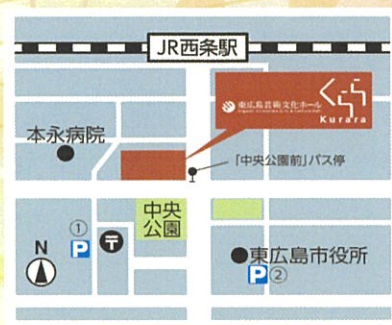 JR西条駅
東広島芸術文化ホール
くらら
Kurara
本永病院
「中央公園前」バス停
中央
公園
①
P
〒
N
東広島市役所
P②